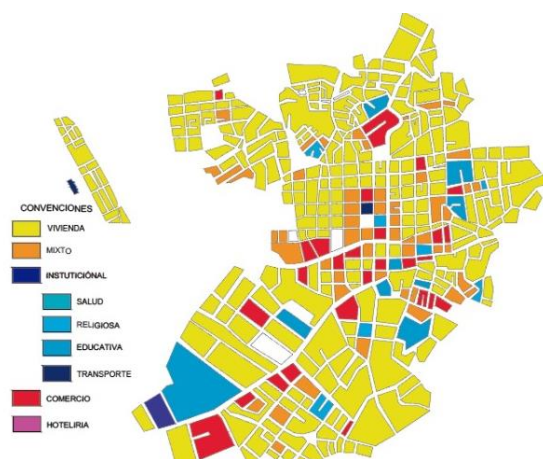 CONVENCIONES
VIVIENDA
MIXTO
INSTUTICIÓNAL
SALUD
RELIGIOSA
EDUCATIVA
TRANSPORTE
COMERCIO
HOTELIRIA